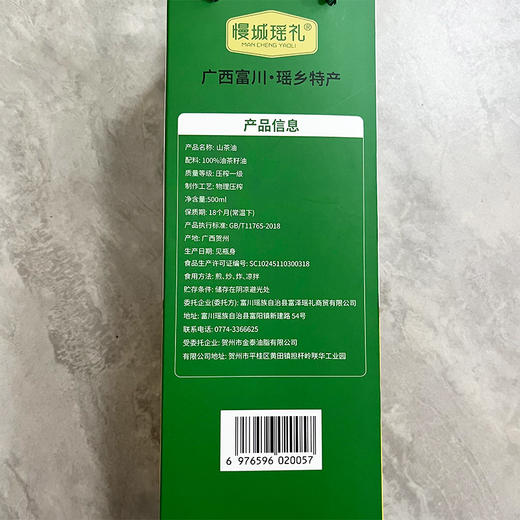 慢城瑶礼®
MAN CHENG YAOLI
广西富川·瑶乡特产
产品信息
产品名称: 山茶油
配料: 100%油茶籽油
质量等级: 压榨一级
制作工艺: 物理压榨
净含量:500ml
保质期: 18个月(常温下)
产品执行标准: GB/T11765-2018
产地: 广西贺州
生产日期: 见瓶身
食品生产许可证编号: SC10245110300318
食用方法: 煎、炒、炸、凉拌
贮存条件: 储存在阴凉避光处
委托企业(委托方): 富川瑶族自治县富泽瑶礼商贸有限公司
地址: 富川瑶族自治县富阳镇新建路 54号
联系电话: 0774-3366625
受委托企业: 贺州市金泰油脂有限公司
有限公司地址: 贺州市平桂区黄田镇担杆岭联华工业园
6 976596 020057